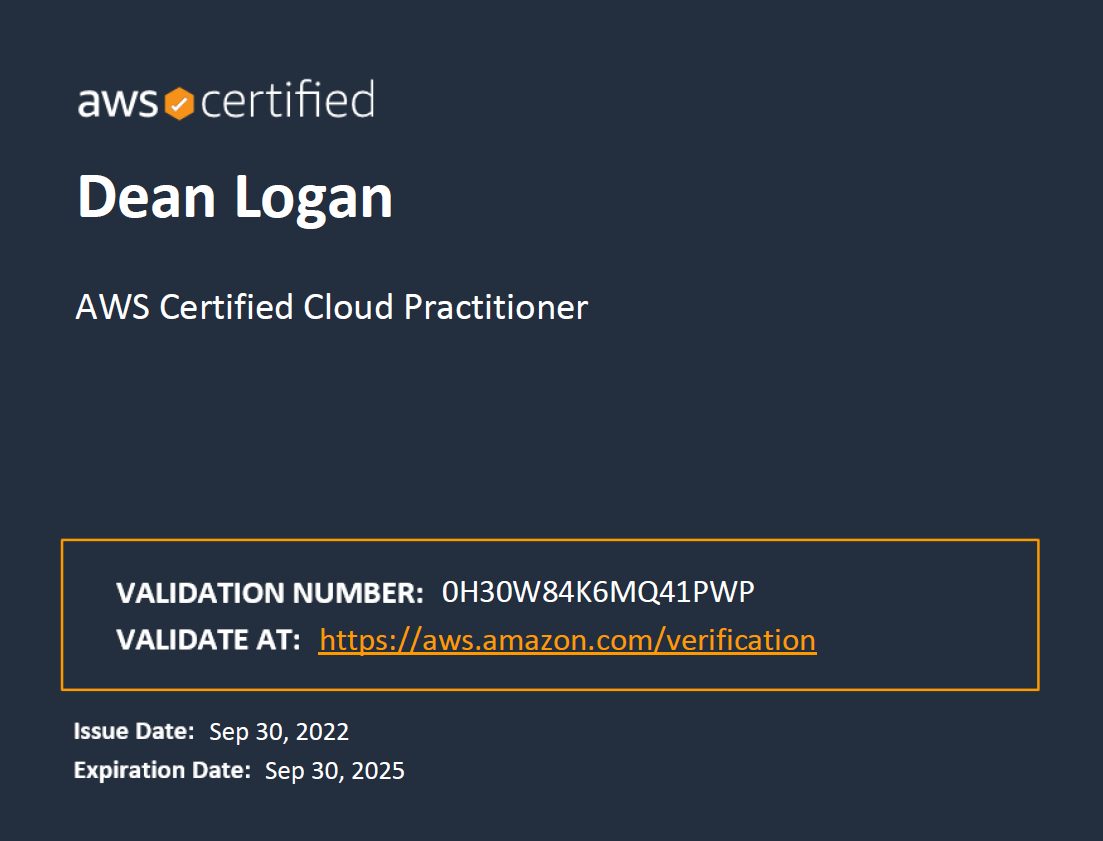 aws certified
Dean Logan
AWS Certified Cloud Practitioner
VALIDATION NUMBER: 0H30W84K6MQ41PWP
VALIDATE AT: https://aws.amazon.com/verification
Issue Date: Sep 30, 2022
Expiration Date: Sep 30, 2025